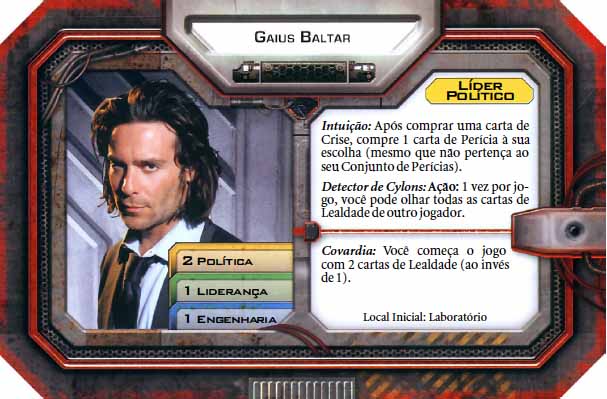 GAIUS BALTAR
LÍDER
POLÍTICO
Intuição: Após comprar uma carta de
Crise, compre 1 carta de Perícia à sua
escolha (mesmo que não pertença ao
seu Conjunto de Perícias).
Detector de Cylons: Ação: 1 vez por jo-
go, você pode olhar todas as cartas de
Lealdade de outro jogador.
Covardia: Você começa o jogo
com 2 cartas de Lealdade (ao invés
de 1).
Local Inicial: Laboratório
2 POLÍTICA
1 LIDERANÇA
1 ENGENHARIA